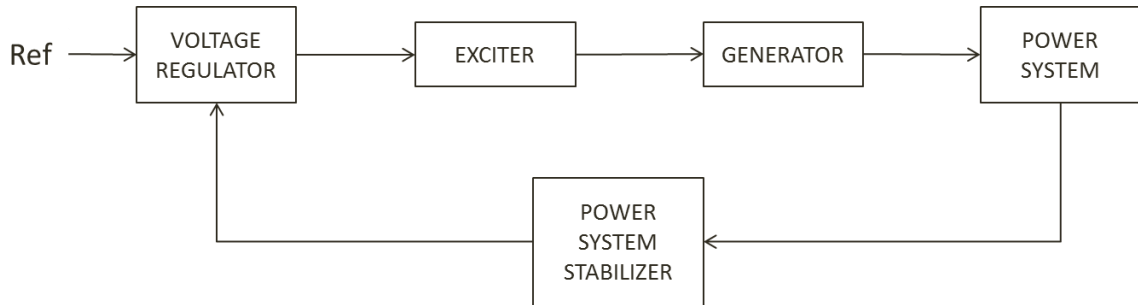 Ref
VOLTAGE
REGULATOR
EXCITER
GENERATOR
POWER
SYSTEM
POWER
SYSTEM
STABILIZER